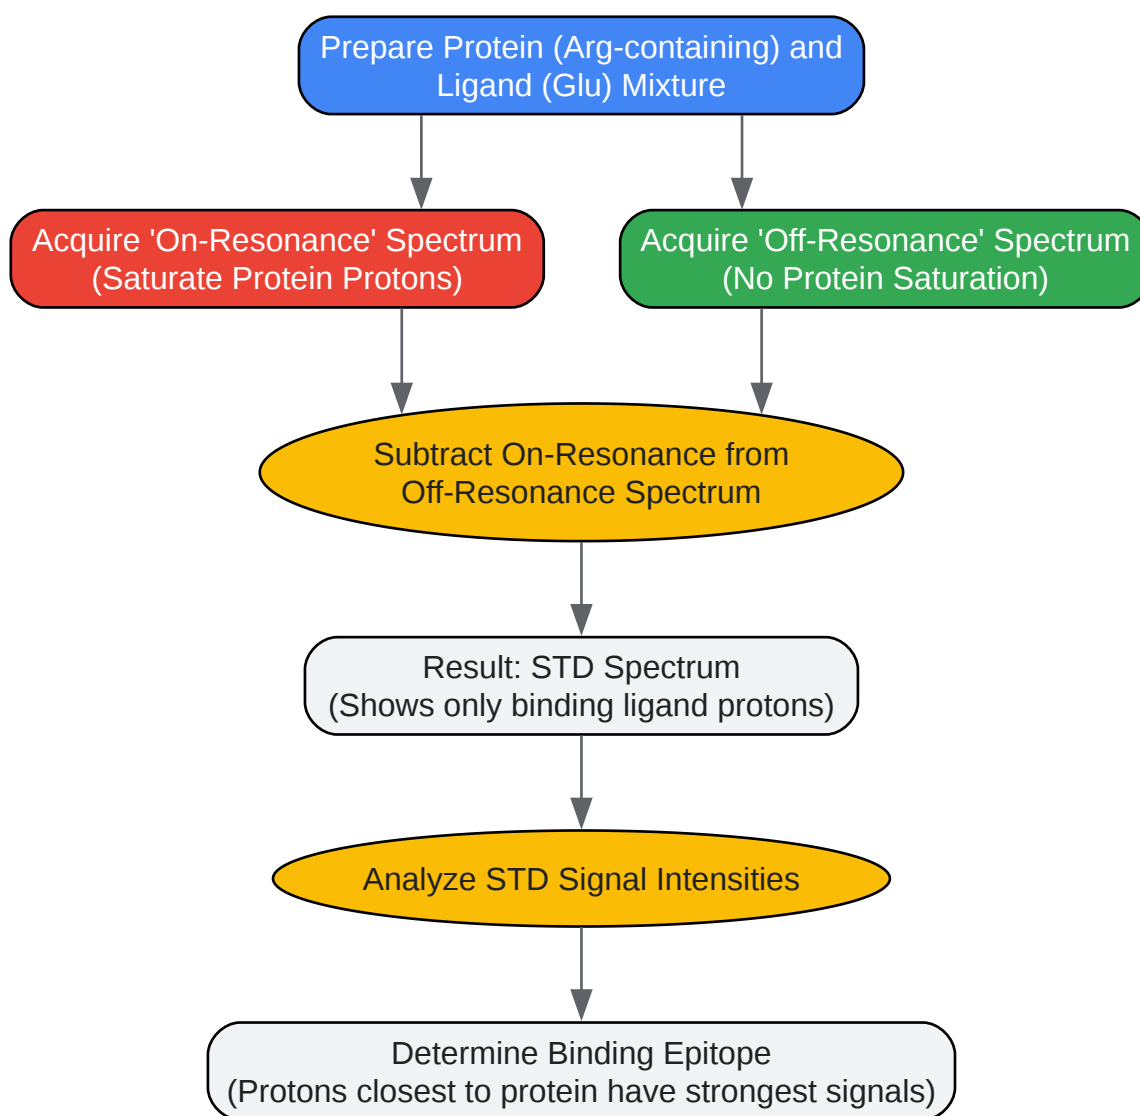 Prepare Protein (Arg-containing) and
Ligand (Glu) Mixture
Acquire 'On-Resonance' Spectrum
(Saturate Protein Protons)
Acquire 'Off-Resonance' Spectrum
(No Protein Saturation)
Subtract On-Resonance from
Off-Resonance Spectrum
Result: STD Spectrum
(Shows only binding ligand protons)
Analyze STD Signal Intensities
Determine Binding Epitope
(Protons closest to protein have strongest signals)